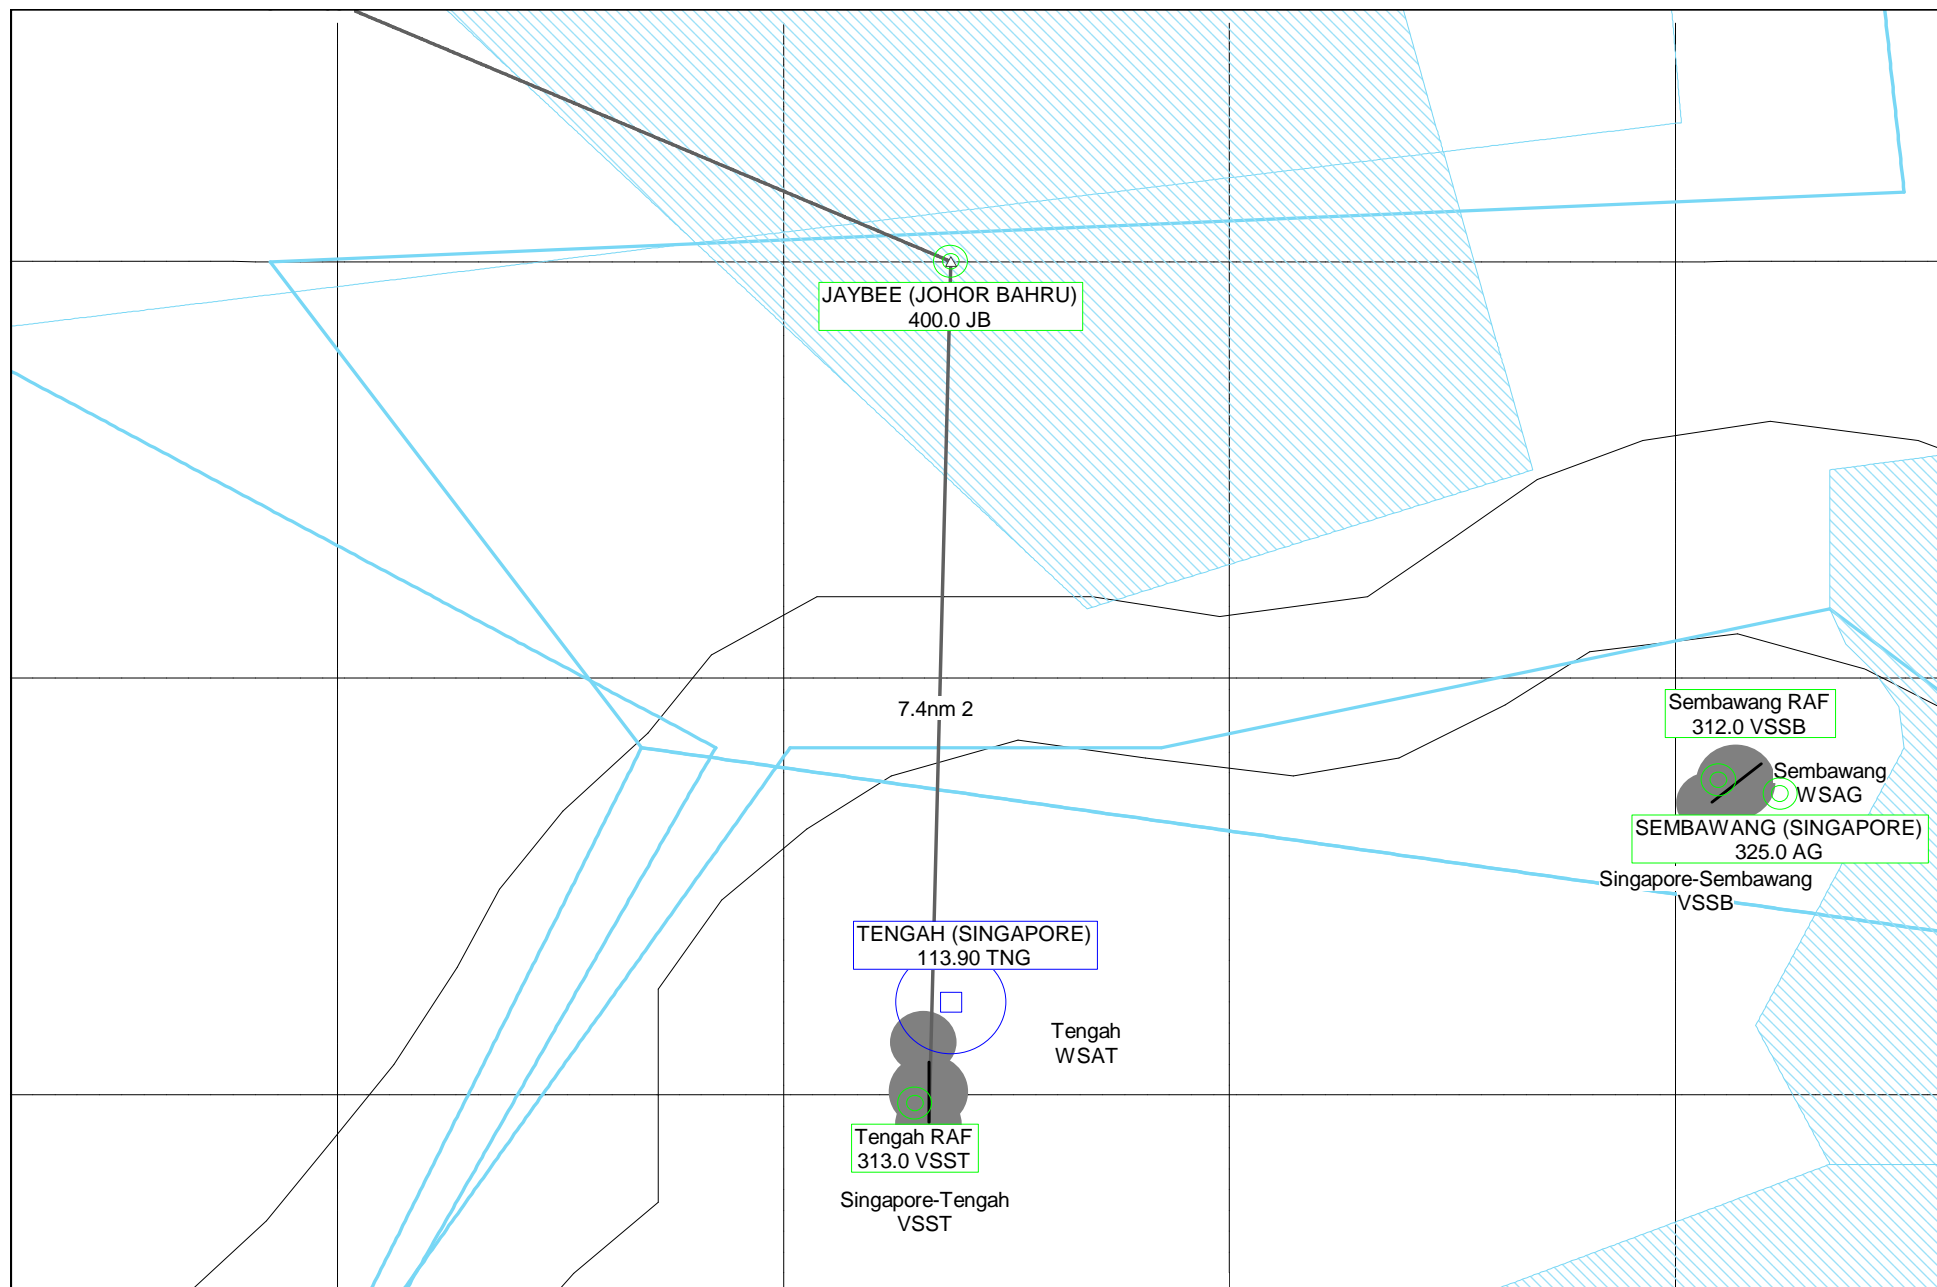 JAYBEE (JOHOR BAHRU)
400.0 JB
7.4nm 2
Sembawang RAF
312.0 VSSB
Sembawang
WSAG
SEMBAWANG (SINGAPORE)
325.0 AG
Singapore-Sembawang
VSSB
TENGAH (SINGAPORE)
113.90 TNG
Tengah
WSAT
Tengah RAF
313.0 VSST
Singapore-Tengah
VSST